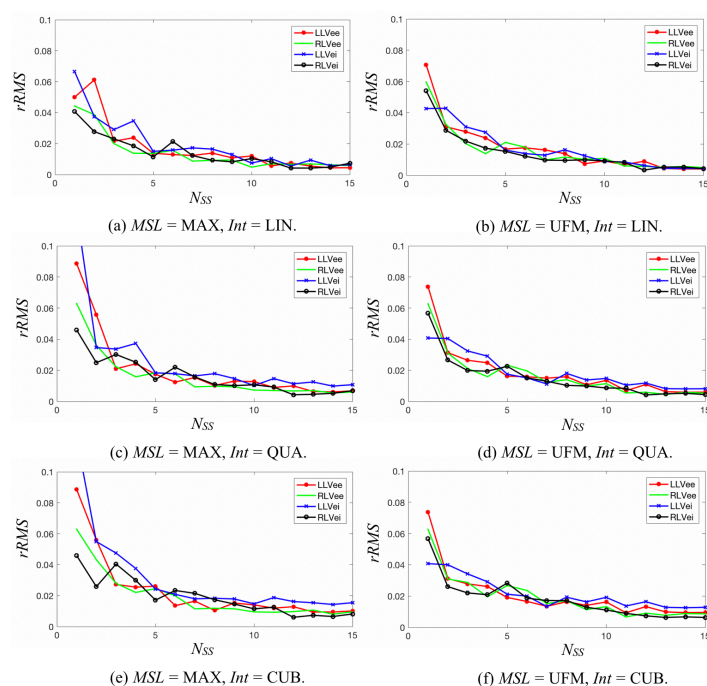 0.1
0.08
0.06
0.04
0.02
0
rRMS
0 5 10 15
N_SS
LLVee
RLVee
LLVei
RLVei
(a) MSL = MAX, Int = LIN.
0.1
0.08
0.06
0.04
0.02
0
rRMS
0 5 10 15
N_SS
LLVee
RLVee
LLVei
RLVei
(b) MSL = UFM, Int = LIN.
0.1
0.08
0.06
0.04
0.02
0
rRMS
0 5 10 15
N_SS
LLVee
RLVee
LLVei
RLVei
(c) MSL = MAX, Int = QUA.
0.1
0.08
0.06
0.04
0.02
0
rRMS
0 5 10 15
N_SS
LLVee
RLVee
LLVei
RLVei
(d) MSL = UFM, Int = QUA.
0.1
0.08
0.06
0.04
0.02
0
rRMS
0 5 10 15
N_SS
LLVee
RLVee
LLVei
RLVei
(e) MSL = MAX, Int = CUB.
0.1
0.08
0.06
0.04
0.02
0
rRMS
0 5 10 15
N_SS
LLVee
RLVee
LLVei
RLVei
(f) MSL = UFM, Int = CUB.